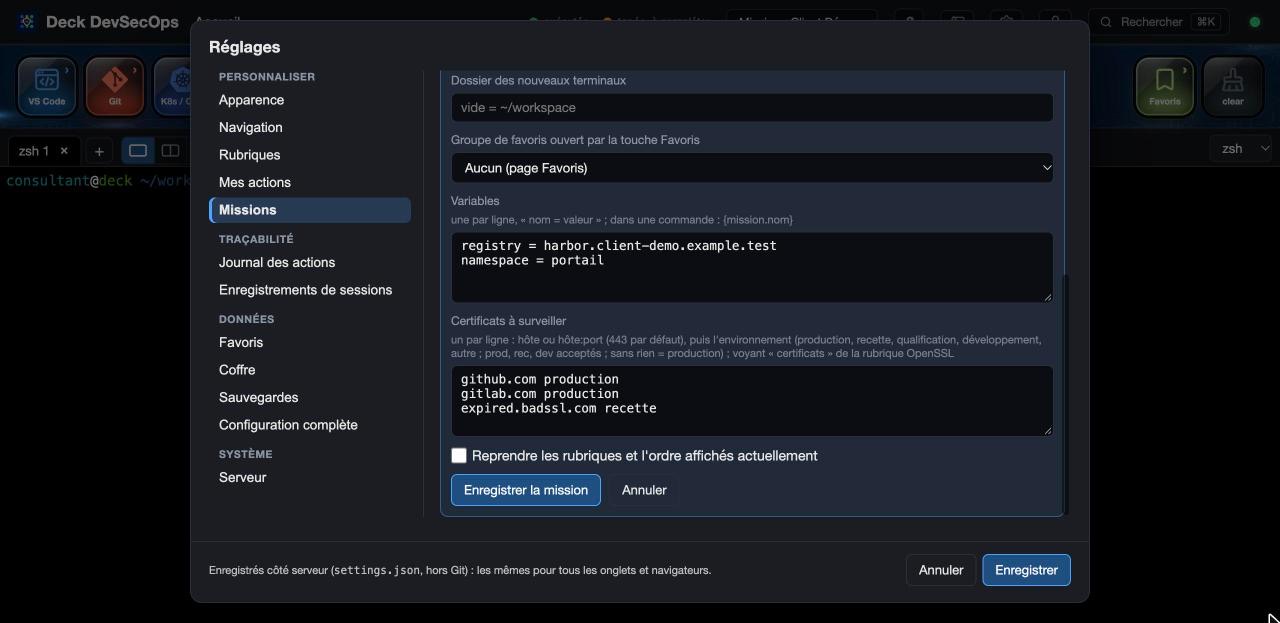 Deck DevSecOps
Rechercher ⌘K
Réglages
VS Code
Git
Favoris
clear
zsh 1 × +
zsh
consultant@deck ~/work
PERSONNALISER
Apparence
Navigation
Rubriques
Mes actions
Missions
TRAÇABILITÉ
Journal des actions
Enregistrements de sessions
DONNÉES
Favoris
Coffre
Sauvegardes
Configuration complète
SYSTÈME
Serveur
Dossier des nouveaux terminaux
vide = ~/workspace
Groupe de favoris ouvert par la touche Favoris
Aucun (page Favoris)
Variables
une par ligne, « nom = valeur » ; dans une commande : {mission.nom}
registry = harbor.client-demo.example.test
namespace = portail
Certificats à surveiller
un par ligne : hôte ou hôte:port (443 par défaut), puis l'environnement (production, recette, qualification, développement,
autre ; prod, rec, dev acceptés ; sans rien = production) ; voyant « certificats » de la rubrique OpenSSL
github.com production
gitlab.com production
expired.badssl.com recette
Reprendre les rubriques et l'ordre affichés actuellement
Enregistrer la mission
Annuler
Enregistrés côté serveur (settings.json, hors Git) : les mêmes pour tous les onglets et navigateurs.
Annuler
Enregistrer